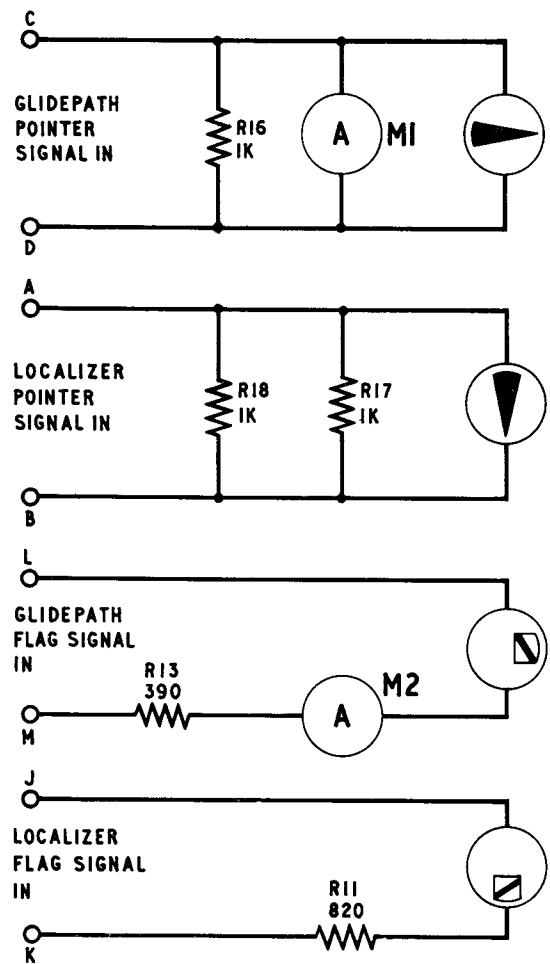 C
GLIDEPATH
POINTER
SIGNAL IN
R16
1K
A
M1
D
A
LOCALIZER
POINTER
SIGNAL IN
R18
1K
R17
1K
B
L
GLIDEPATH
FLAG SIGNAL
IN
R13
390
A
M2
M
J
LOCALIZER
FLAG SIGNAL
IN
R11
820
K